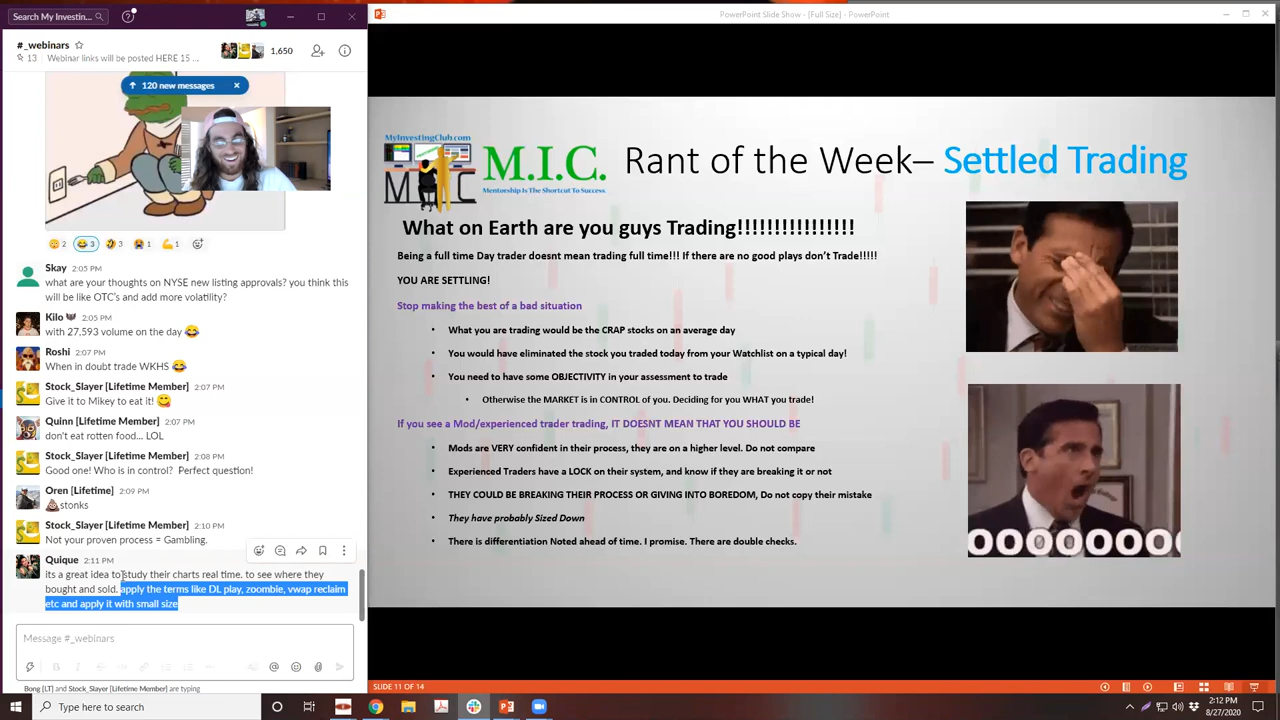 Search My Investin...
PowerPoint Slide Show - [Full Size] - PowerPoint
#_webinars
1,650
13
Webinar links will be posted HERE 15 ...
120 new messages
2
3
3
1
1
Skay 2:05 PM
what are your thoughts on NYSE new listing approvals? you think this
will be like OTC's and add more volatility?
Kilo 2:05 PM
with 27,593 volume on the day
Roshi 2:07 PM
When in doubt trade WKHS
Stock_Slayer [Lifetime Member] 2:07 PM
Give it to Mikey to eat it!
Quinn [Lifetime Member] 2:07 PM
don't eat rotten food... LOL
Stock_Slayer [Lifetime Member] 2:08 PM
Good one! Who is in control? Perfect question!
Oren [Lifetime] 2:09 PM
stonks
Stock_Slayer [Lifetime Member] 2:10 PM
Not your proven process = Gambling.
Quique 2:11 PM
its a great idea to study their charts real time. to see where they
bought and sold. apply the terms like DL play, zoombie, vwap reclaim
etc and apply it with small size
Message #_webinars
Bong [LT] and Stock_Slayer [Lifetime Member] are typing
MyInvestingClub.com
MIC
M.I.C.
Mentorship Is The Shortcut To Success.
Rant of the Week– Settled Trading
What on Earth are you guys Trading!!!!!!!!!!!!!!!!
Being a full time Day trader doesnt mean trading full time!!! If there are no good plays don't Trade!!!!!
YOU ARE SETTLING!
Stop making the best of a bad situation
• What you are trading would be the CRAP stocks on an average day
• You would have eliminated the stock you traded today from your Watchlist on a typical day!
• You need to have some OBJECTIVITY in your assessment to trade
• Otherwise the MARKET is in CONTROL of you. Deciding for you WHAT you trade!
If you see a Mod/experienced trader trading, IT DOESNT MEAN THAT YOU SHOULD BE
• Mods are VERY confident in their process, they are on a higher level. Do not compare
• Experienced Traders have a LOCK on their system, and know if they are breaking it or not
• THEY COULD BE BREAKING THEIR PROCESS OR GIVING INTO BOREDOM, Do not copy their mistake
• They have probably Sized Down
• There is differentiation Noted ahead of time. I promise. There are double checks.
OOOOOOO
SLIDE 11 OF 14
Type here to search
2:12 PM
8/27/2020